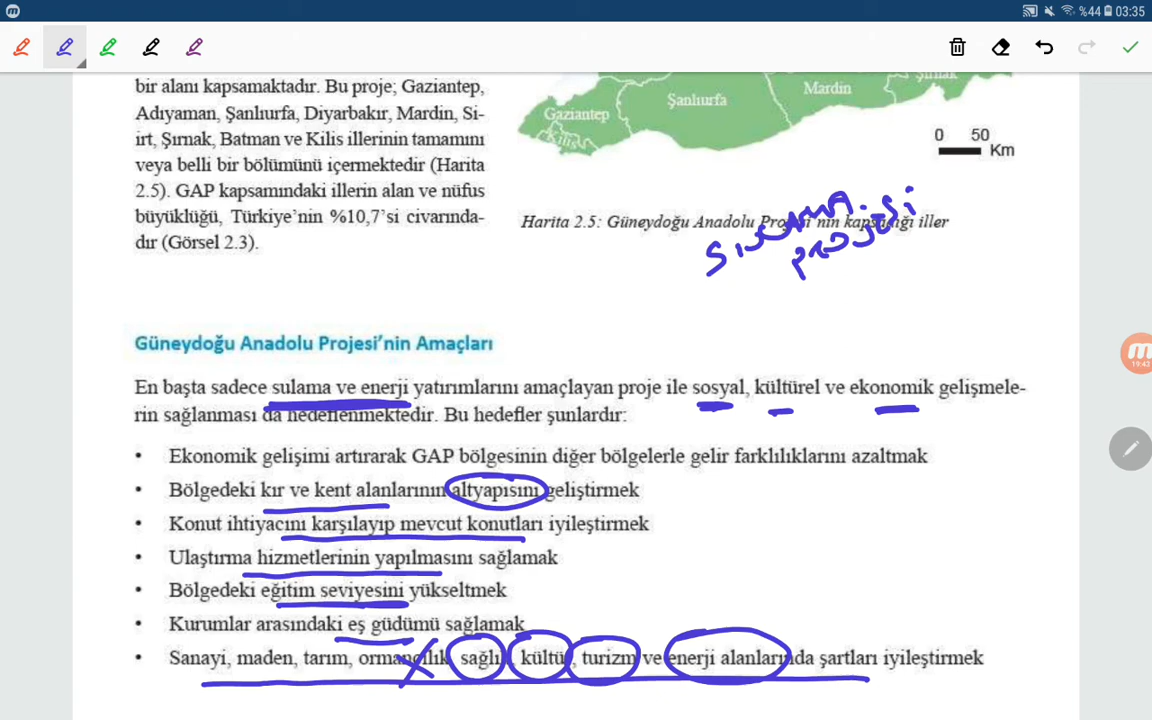 %44 03:35
bir alanı kapsamaktadır. Bu proje; Gaziantep,
Adıyaman, Şanlıurfa, Diyarbakır, Mardin, Si-
irt, Şırnak, Batman ve Kilis illerinin tamamını
veya belli bir bölümünü içermektedir (Harita
2.5). GAP kapsamındaki illerin alan ve nüfus
büyüklüğü, Türkiye'nin %10,7'si civarında-
dır (Görsel 2.3).
Şırnak
Mardin
Şanlıurfa
Gaziantep
Kilis
0 50
Km
Harita 2.5: Güneydoğu Anadolu Projesi'nin kapsadığı iller
PROJESİ
Güneydoğu Anadolu Projesi'nin Amaçları
En başta sadece sulama ve enerji yatırımlarını amaçlayan proje ile sosyal, kültürel ve ekonomik gelişmele-
rin sağlanması da hedeflenmektedir. Bu hedefler şunlardır:
• Ekonomik gelişimi artırarak GAP bölgesinin diğer bölgelerle gelir farklılıklarını azaltmak
• Bölgedeki kır ve kent alanlarının altyapısını geliştirmek
• Konut ihtiyacını karşılayıp mevcut konutları iyileştirmek
• Ulaştırma hizmetlerinin yapılmasını sağlamak
• Bölgedeki eğitim seviyesini yükseltmek
• Kurumlar arasındaki eş güdümü sağlamak
• Sanayi, maden, tarım, ormancılık, sağlık, kültür, turizm ve enerji alanlarında şartları iyileştirmek
19:43